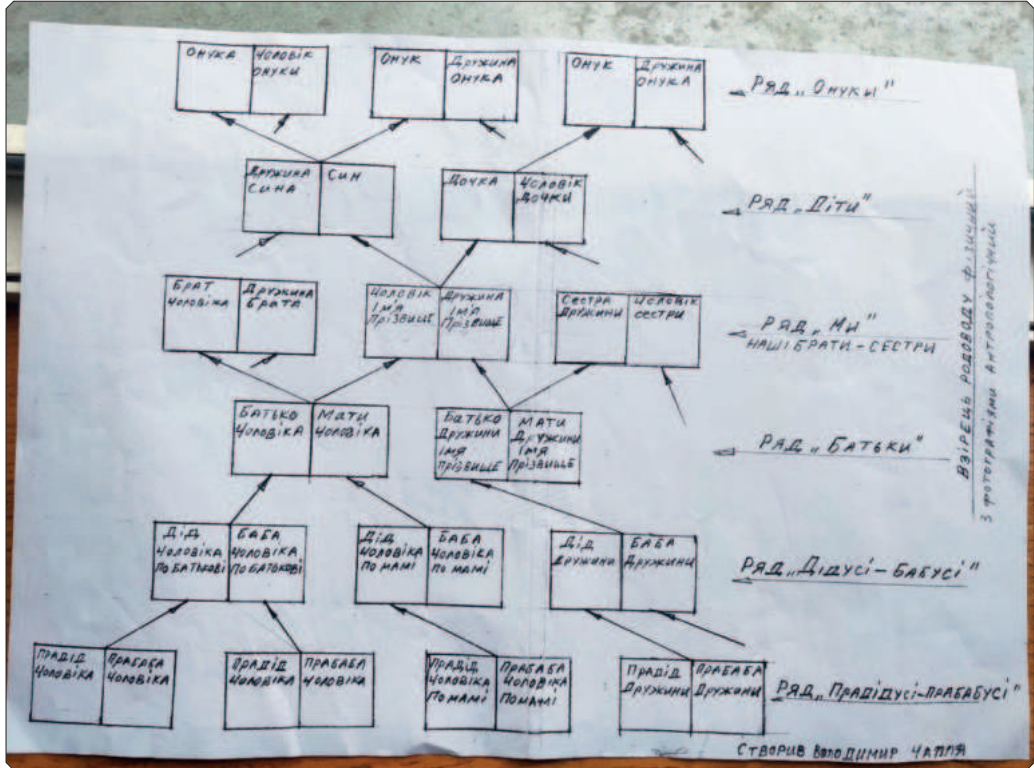 Онука
Чоловік
онуки
Онук
Дружина
онука
Онук
Дружина
онука
Ряд „Онуки"
Дружина
сина
Син
Дочка
Чоловік
дочки
Ряд „Діти"
Брат
чоловіка
Дружина
брата
Чоловік
ім'я
прізвище
Дружина
ім'я
прізвище
Сестра
дружини
Чоловік
сестри
Ряд „Ми"
наші брати-сестри
Батько
чоловіка
Мати
чоловіка
Батько
дружини
імя
прізвище
Мати
дружини
імя
прізвище
Ряд „Батьки"
Дід
чоловіка
по батькові
Баба
чоловіка
по батькові
Дід
чоловіка
по мамі
Баба
чоловіка
по мамі
Дід
дружини
Баба
дружини
Ряд „Дідусі-бабусі"
Прадід
чоловіка
Прабаба
чоловіка
Прадід
чоловіка
Прабаба
чоловіка
Прадід
чоловіка
по мамі
Прабаба
чоловіка
по мамі
Прадід
дружини
Прабаба
дружини
Ряд „Прадідусі-прабабусі"
Взірець родоводу фізичний
з фотографіями антропологічний
Створив Володимир Чапля